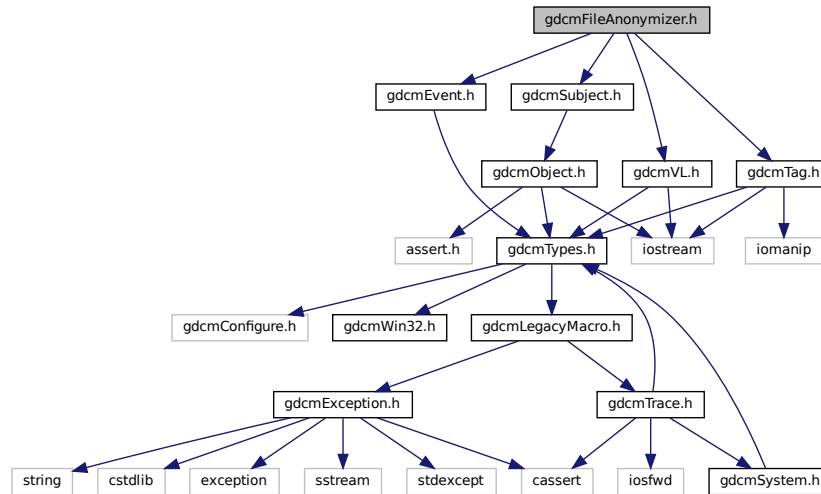 gdcmFileAnonymizer.h
gdcmEvent.h
gdcmSubject.h
gdcmObject.h
gdcmVL.h
gdcmTag.h
assert.h
gdcmTypes.h
iostream
iomanip
gdcmConfigure.h
gdcmWin32.h
gdcmLegacyMacro.h
gdcmException.h
gdcmTrace.h
string
cstdlib
exception
sstream
stdexcept
cassert
iosfwd
gdcmSystem.h